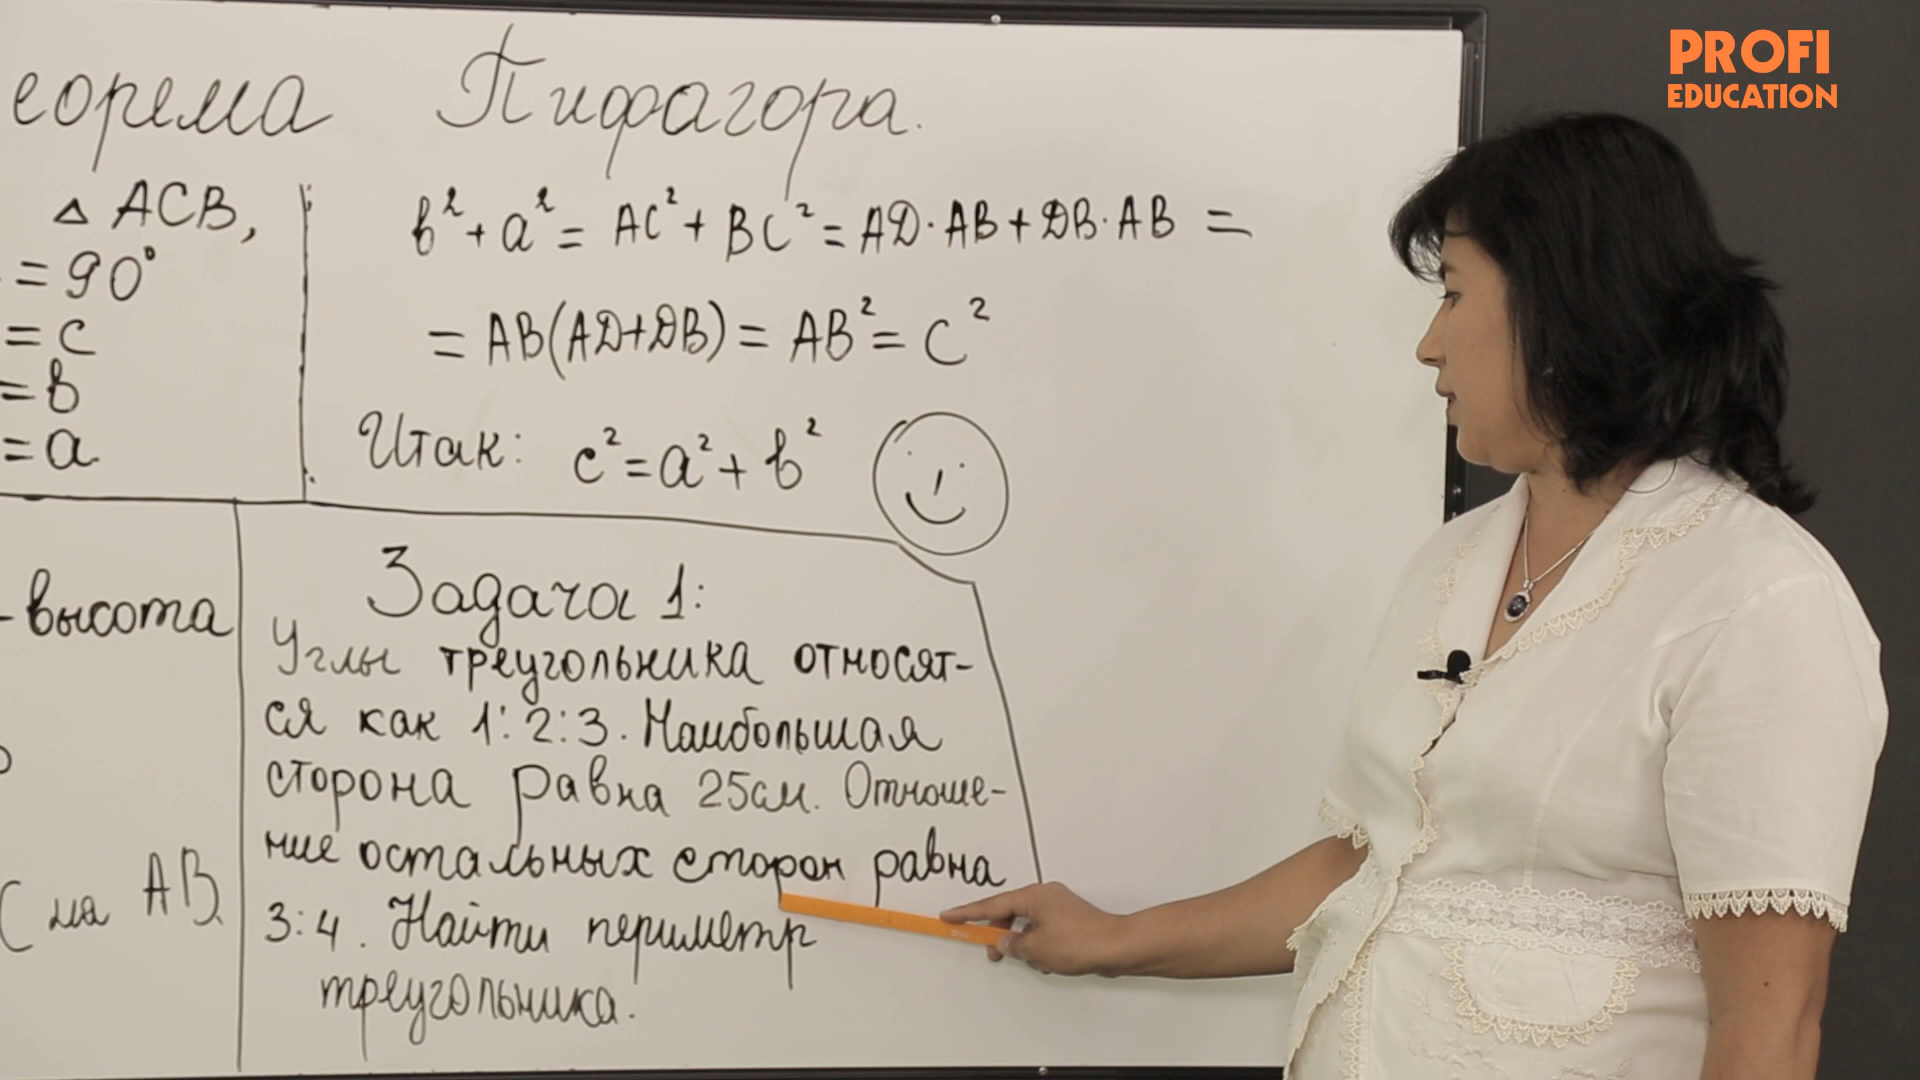 PROFI
EDUCATION
еорема Пифагора.
△ ACB,
= 90°
= c
= в
= a
в² + a² = AC² + BC² = AD · AB + DB · AB =
= AB(AD+DB) = AB² = C²
Итак: c² = a² + в²
- высота
C на AB.
Задача 1:
Углы треугольника относят-
ся как 1:2:3. Наибольшая
сторона равна 25см. Отноше-
ние остальных сторон равна
3:4. Найти периметр
треугольника.